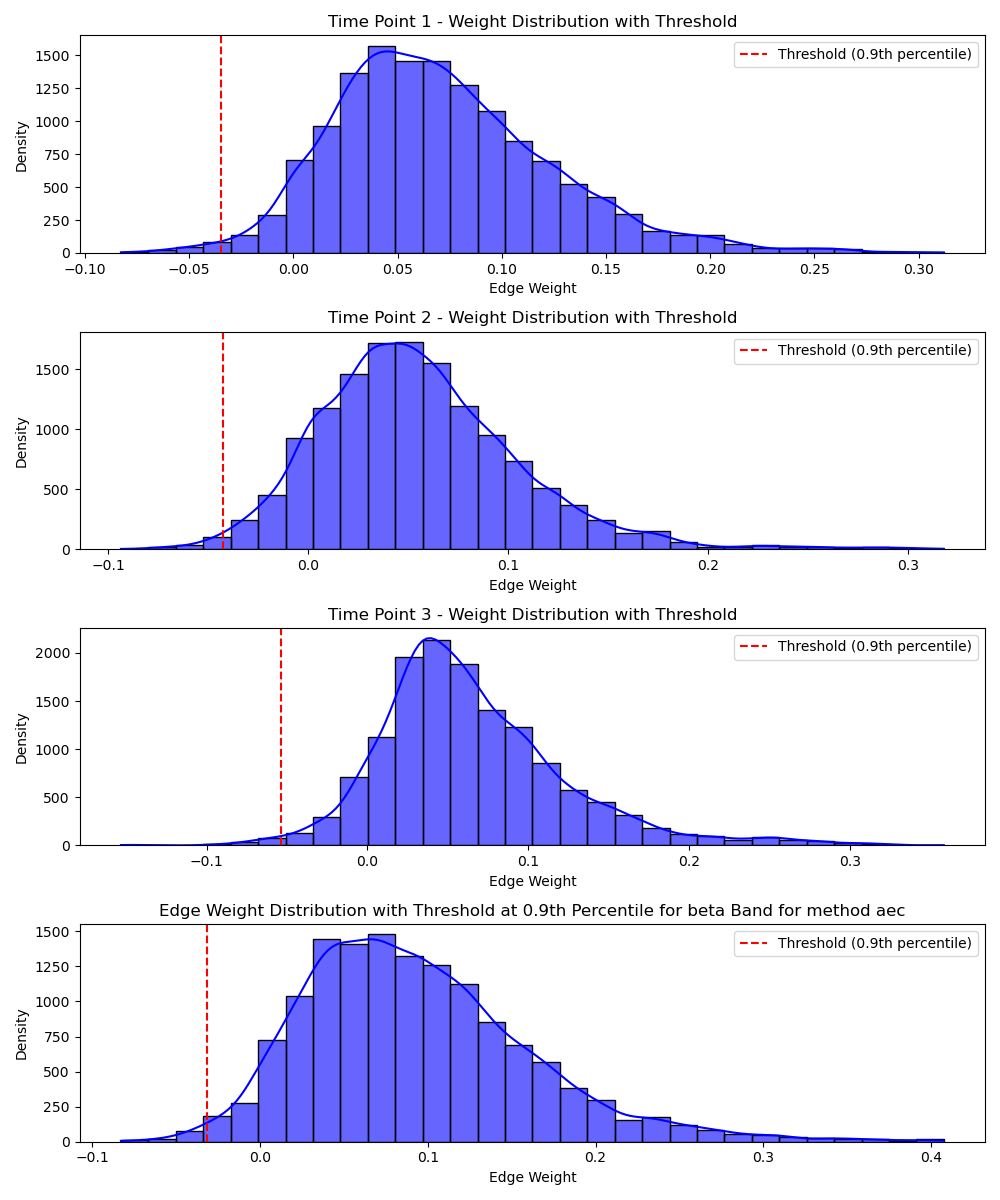 Time Point 1 - Weight Distribution with Threshold
Threshold (0.9th percentile)
Density
1500
1250
1000
750
500
250
0
−0.10 −0.05 0.00 0.05 0.10 0.15 0.20 0.25 0.30
Edge Weight
Time Point 2 - Weight Distribution with Threshold
Threshold (0.9th percentile)
Density
1500
1000
500
0
−0.1 0.0 0.1 0.2 0.3
Edge Weight
Time Point 3 - Weight Distribution with Threshold
Threshold (0.9th percentile)
Density
2000
1500
1000
500
0
−0.1 0.0 0.1 0.2 0.3
Edge Weight
Edge Weight Distribution with Threshold at 0.9th Percentile for beta Band for method aec
Threshold (0.9th percentile)
Density
1500
1250
1000
750
500
250
0
−0.1 0.0 0.1 0.2 0.3 0.4
Edge Weight